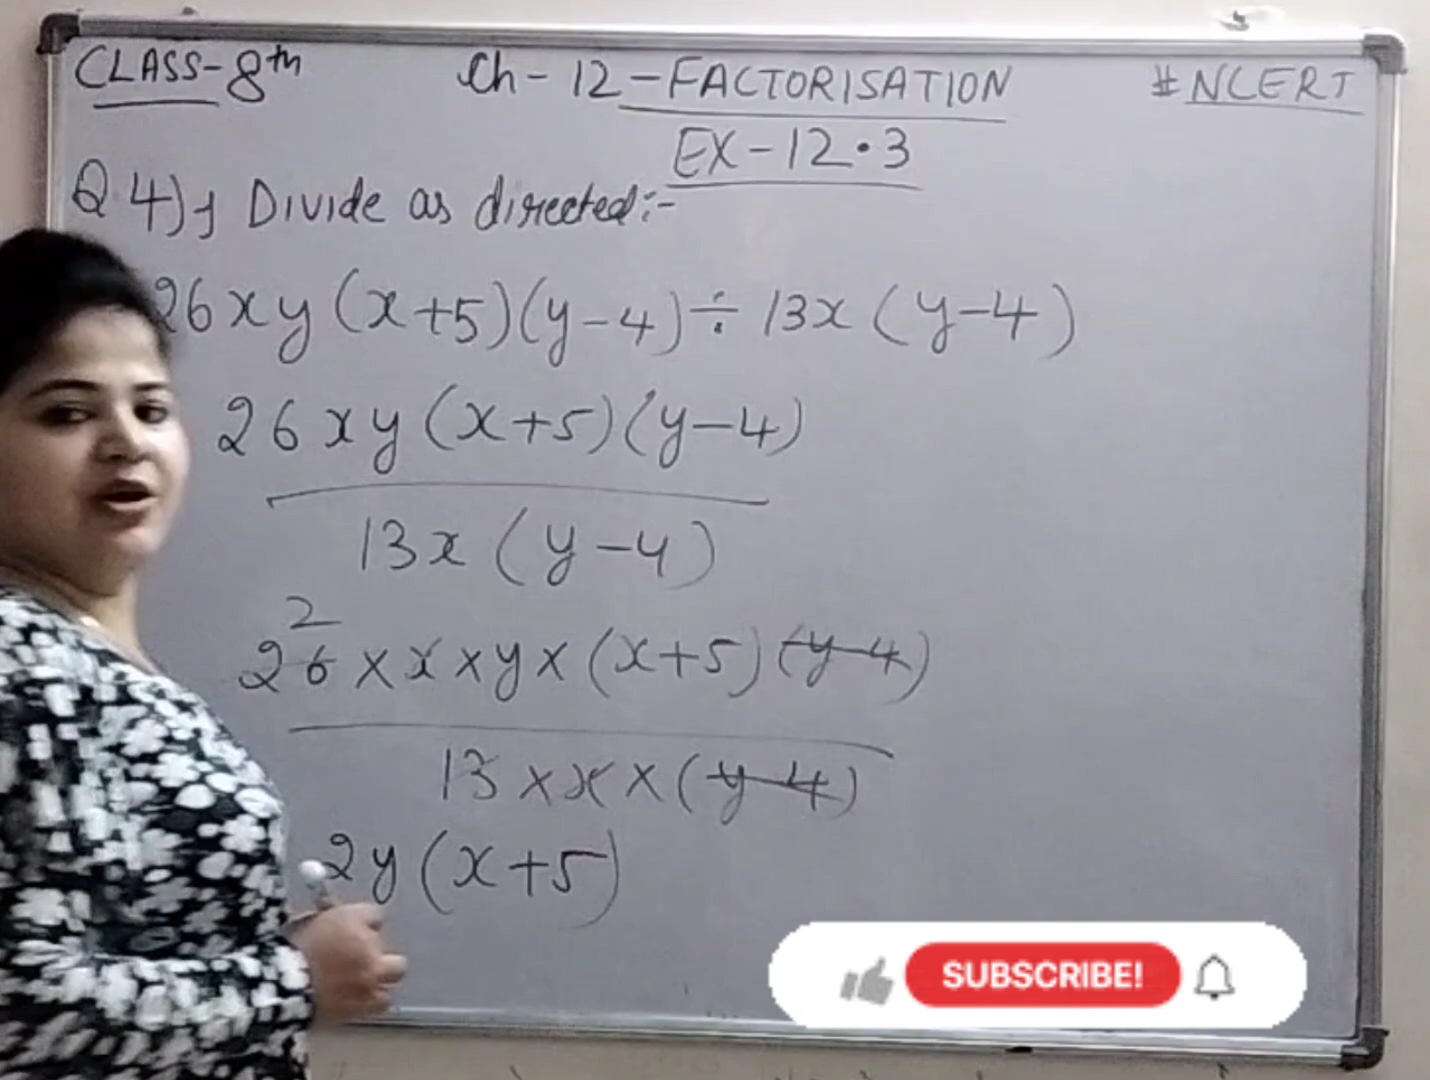 CLASS-8th Ch-12-FACTORISATION #NCERT
EX-12.3
Q.4) Divide as directed:-
26xy(x+5)(y-4)÷13x(y-4)
26xy(x+5)(y-4)
13x(y-4)
2
26×x×y×(x+5)(y-4)
13×x×(y-4)
2y(x+5)
SUBSCRIBE!